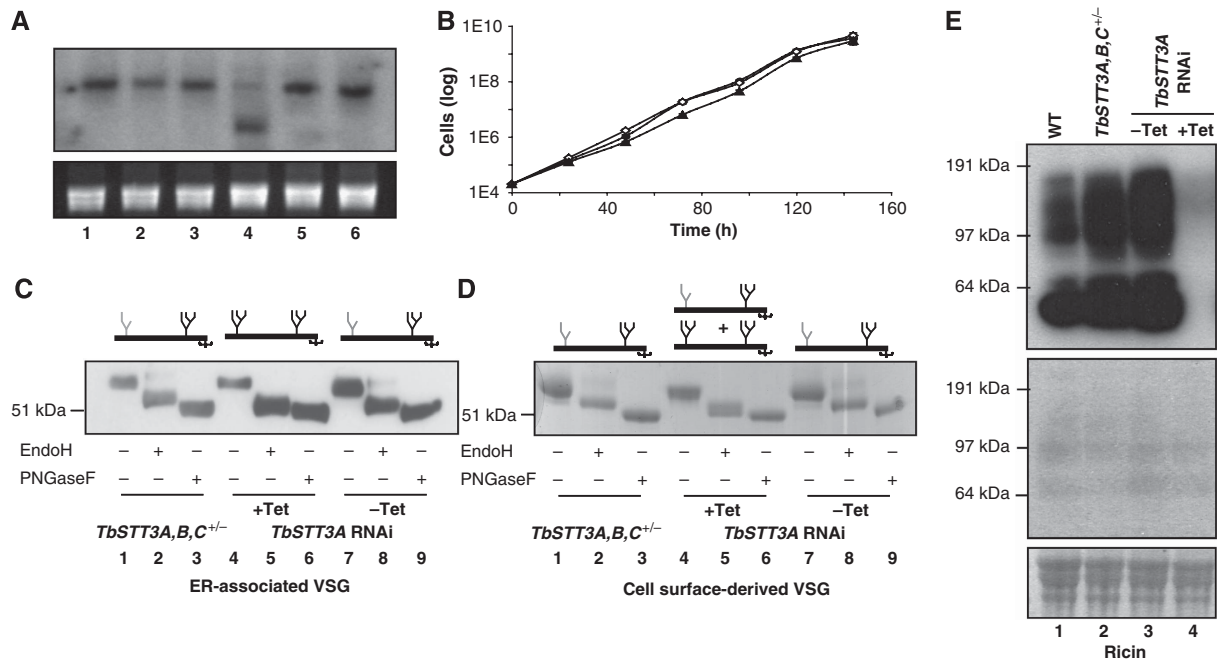 A
1 2 3 4 5 6
B
Cells (log)
1E10
1E8
1E6
1E4
0 40 80 120 160
Time (h)
C
51 kDa
EndoH – + – – + – – + –
PNGaseF – – + – – + – – +
+Tet –Tet
TbSTT3A,B,C+/– TbSTT3A RNAi
1 2 3 4 5 6 7 8 9
ER-associated VSG
D
+
51 kDa
EndoH – + – – + – – + –
PNGaseF – – + – – + – – +
+Tet –Tet
TbSTT3A,B,C+/– TbSTT3A RNAi
1 2 3 4 5 6 7 8 9
Cell surface-derived VSG
E
WT
TbSTT3A,B,C+/–
TbSTT3A
RNAi
–Tet +Tet
191 kDa
97 kDa
64 kDa
191 kDa
97 kDa
64 kDa
1 2 3 4
Ricin